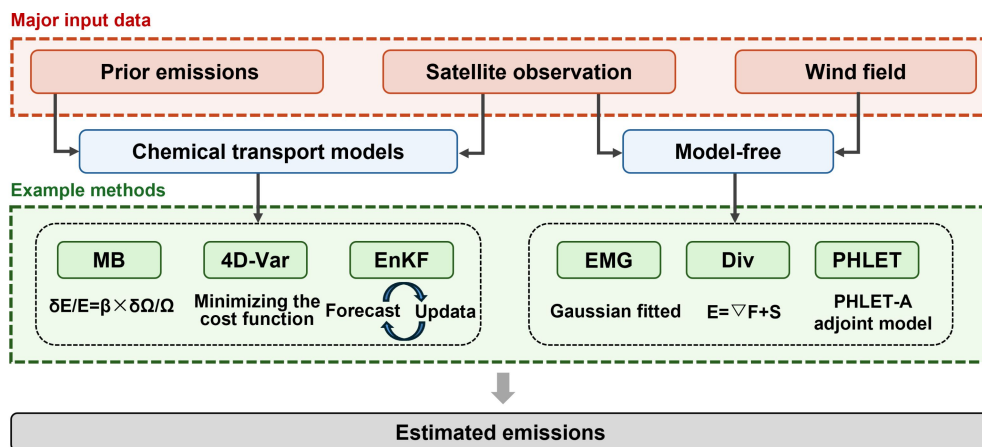 Major input data
Prior emissions
Satellite observation
Wind field
Chemical transport models
Model-free
Example methods
MB
4D-Var
EnKF
EMG
Div
PHLET
δE/E=β×δΩ/Ω
Minimizing the
cost function
Forecast
Updata
Gaussian fitted
E=▽F+S
PHLET-A
adjoint model
Estimated emissions